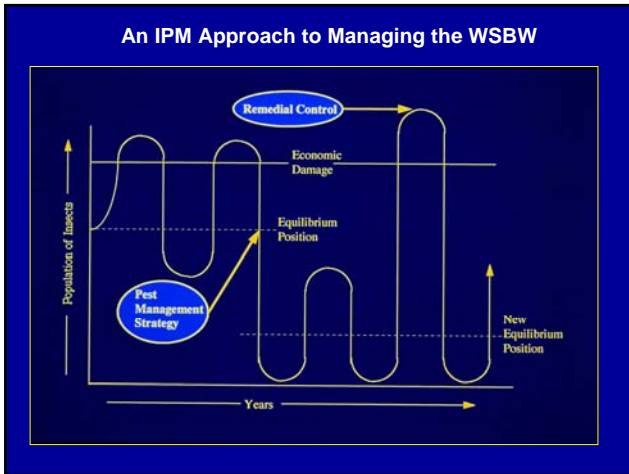 An IPM Approach to Managing the WSBW
Remedial Control
Economic
Damage
Equilibrium
Position
Pest
Management
Strategy
New
Equilibrium
Position
Population of Insects
Years